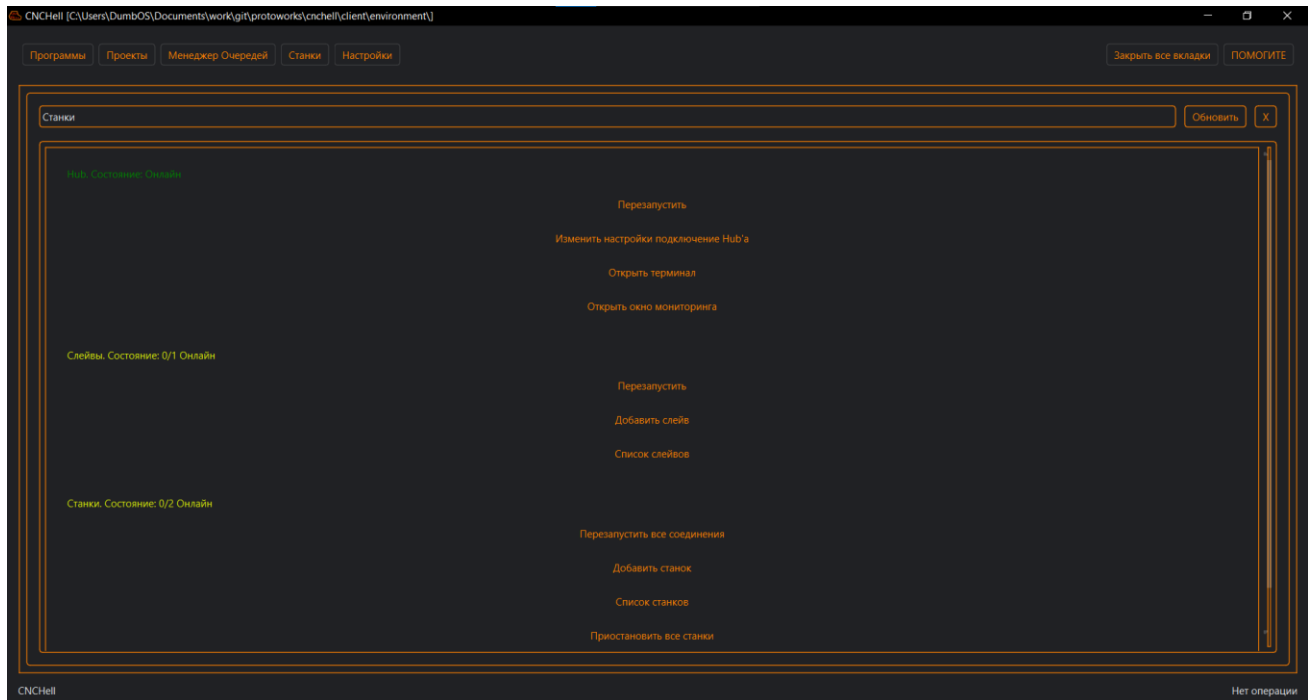 CNCHell [C:\Users\DumbOS\Documents\work\git\protoworks\cnchell\client\environment\]
Программы Проекты Менеджер Очередей Станки Настройки Закрыть все вкладки ПОМОГИТЕ
Станки Обновить X
Hub. Состояние: Онлайн
Перезапустить
Изменить настройки подключение Hub'a
Открыть терминал
Открыть окно мониторинга
Слейвы. Состояние: 0/1 Онлайн
Перезапустить
Добавить слейв
Список слейвов
Станки. Состояние: 0/2 Онлайн
Перезапустить все соединения
Добавить станок
Список станков
Приостановить все станки
CNCHell Нет операции